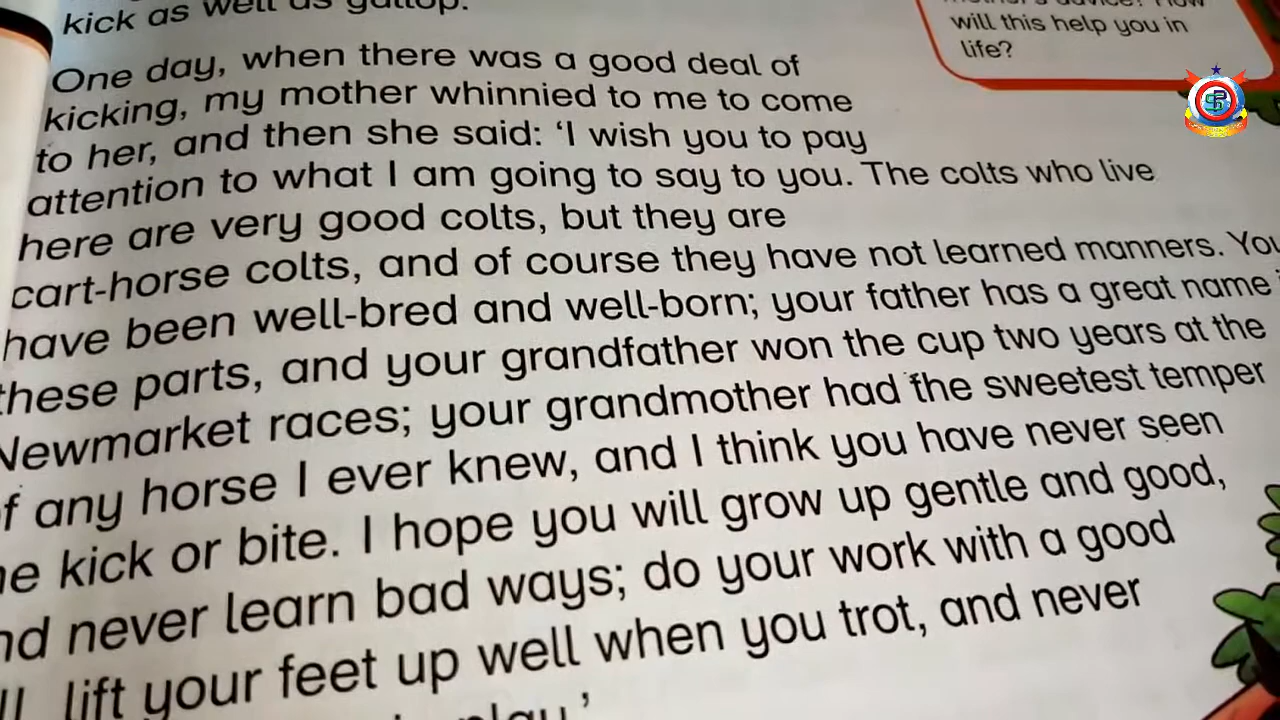 kick as well as gallop.
will this help you in
life?
One day, when there was a good deal of
kicking, my mother whinnied to me to come
to her, and then she said: ‘I wish you to pay
attention to what I am going to say to you. The colts who live
here are very good colts, but they are
cart-horse colts, and of course they have not learned manners. You
have been well-bred and well-born; your father has a great name
these parts, and your grandfather won the cup two years at the
Newmarket races; your grandmother had the sweetest temper
of any horse I ever knew, and I think you have never seen
me kick or bite. I hope you will grow up gentle and good,
and never learn bad ways; do your work with a good
lift your feet up well when you trot, and never
play.’